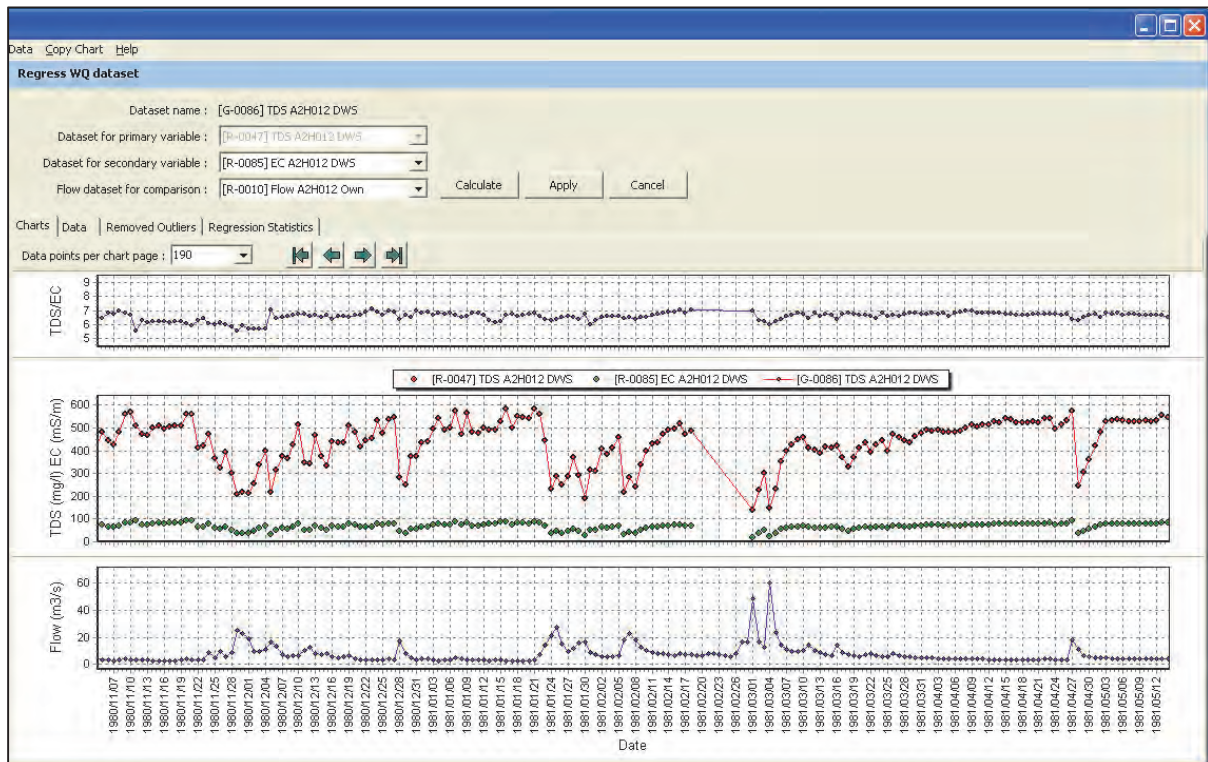 Data Copy Chart Help
Regress WQ dataset
Dataset name : [G-0086] TDS A2H012 DWS
Dataset for primary variable : [R-0047] TDS A2H012 DWS
Dataset for secondary variable : [R-0085] EC A2H012 DWS
Flow dataset for comparison : [R-0010] Flow A2H012 Own Calculate Apply Cancel
Charts Data Removed Outliers Regression Statistics
Data points per chart page : 190
TDS/EC
9
8
7
6
5
[R-0047] TDS A2H012 DWS [R-0085] EC A2H012 DWS [G-0086] TDS A2H012 DWS
TDS (mg/l) EC (mS/m)
600
500
400
300
200
100
0
Flow (m3/s)
60
40
20
0
1980/11/07 1980/11/10 1980/11/13 1980/11/16 1980/11/19 1980/11/22 1980/11/25 1980/11/28 1980/12/01 1980/12/04 1980/12/07 1980/12/10 1980/12/13 1980/12/16 1980/12/19 1980/12/22 1980/12/25 1980/12/28 1980/12/31 1981/01/03 1981/01/06 1981/01/09 1981/01/12 1981/01/15 1981/01/18 1981/01/21 1981/01/24 1981/01/27 1981/01/30 1981/02/02 1981/02/05 1981/02/08 1981/02/11 1981/02/14 1981/02/17 1981/02/20 1981/02/23 1981/02/26 1981/03/01 1981/03/04 1981/03/07 1981/03/10 1981/03/13 1981/03/16 1981/03/19 1981/03/22 1981/03/25 1981/03/28 1981/03/31 1981/04/03 1981/04/06 1981/04/09 1981/04/12 1981/04/15 1981/04/18 1981/04/21 1981/04/24 1981/04/27 1981/04/30 1981/05/03 1981/05/06 1981/05/09 1981/05/12
Date